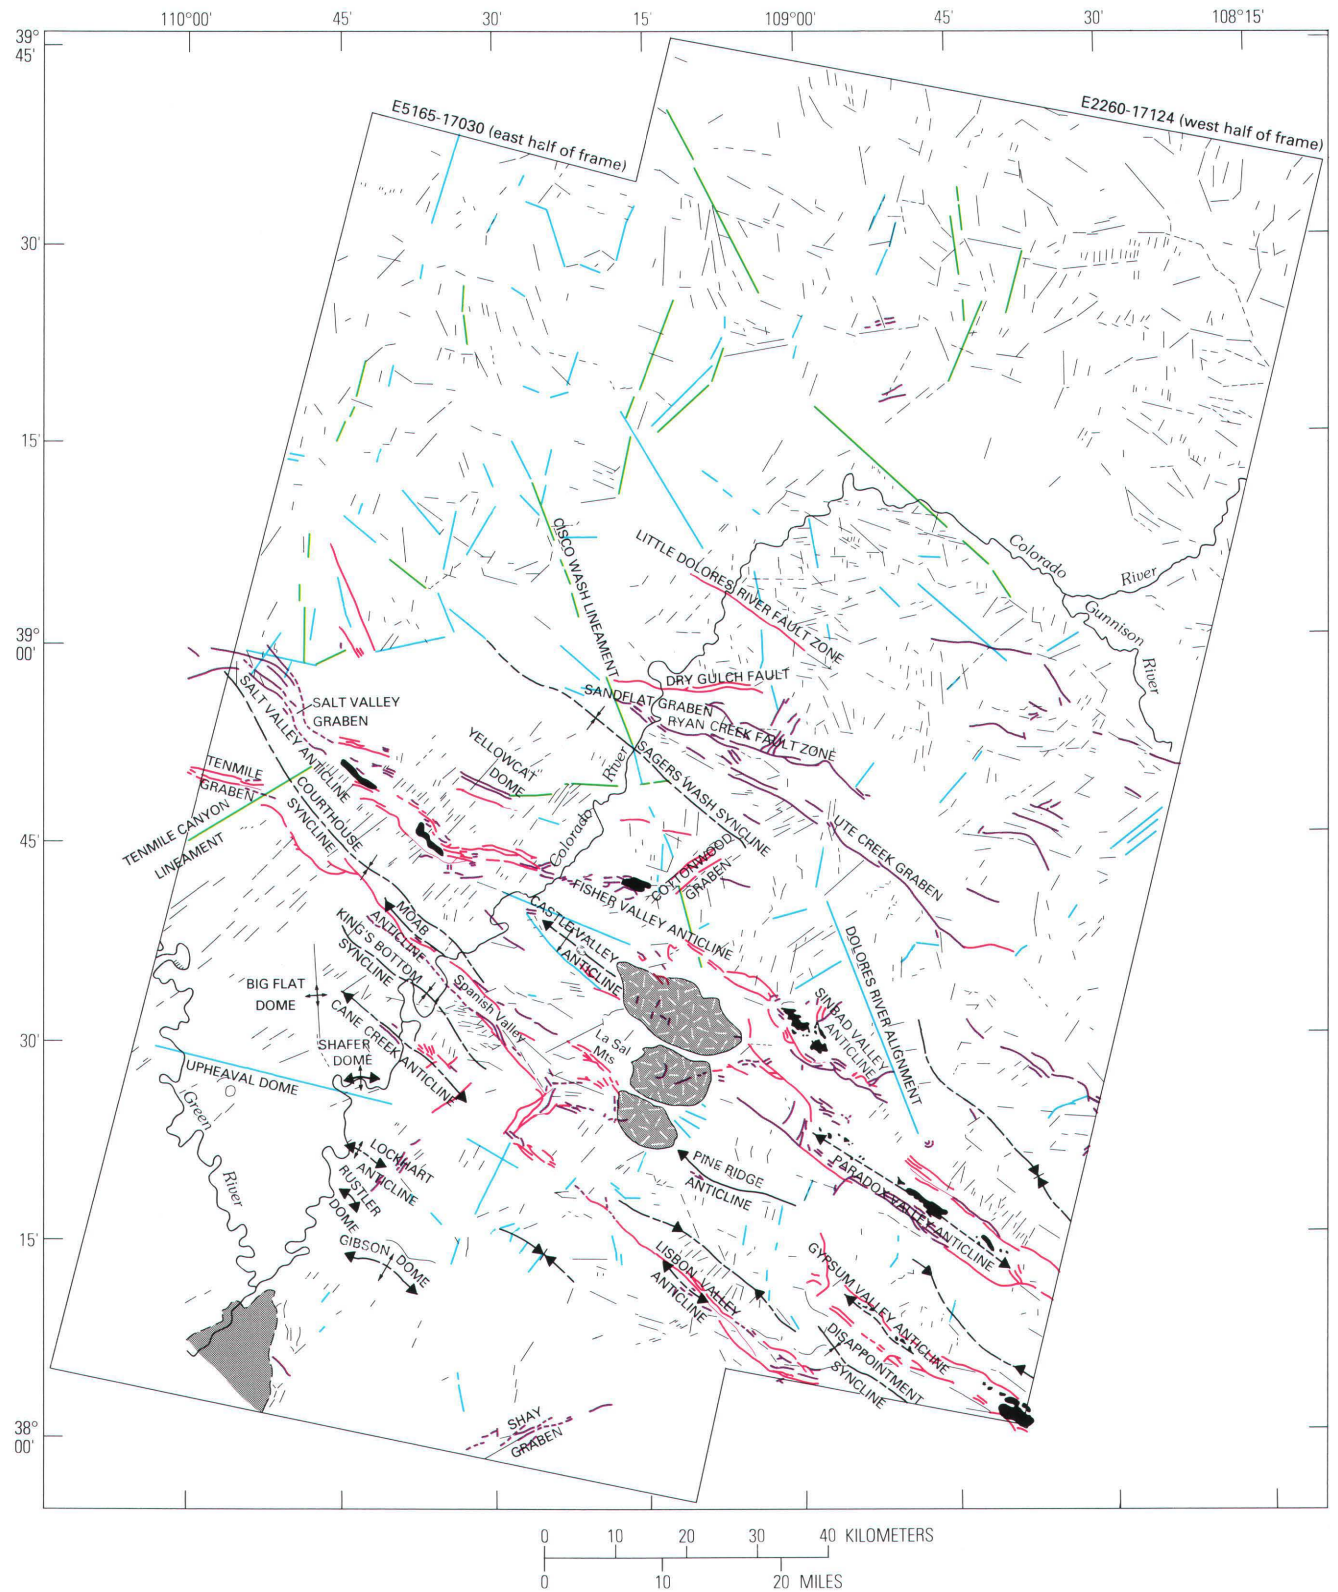 110°00' 45' 30' 15' 109°00' 45' 30' 108°15'
39°
45'
E5165-17030 (east half of frame)
E2260-17124 (west half of frame)
30'
15'
CISCO WASH LINEAMENT
LITTLE DOLORES RIVER FAULT ZONE
Colorado
River
Gunnison
River
39°
00'
DRY GULCH FAULT
SANDFLAT GRABEN
RYAN CREEK FAULT ZONE
SALT VALLEY
GRABEN
SALT VALLEY ANTICLINE
YELLOWCAT
DOME
River
SAGERS WASH SYNCLINE
TENMILE
GRABEN
COURTHOUSE
SYNCLINE
TENMILE CANYON
LINEAMENT
45'
Colorado
UTE CREEK GRABEN
COTTONWOOD
GRABEN
FISHER VALLEY ANTICLINE
CASTLE VALLEY
ANTICLINE
MOAB
ANTICLINE
KING'S BOTTOM
SYNCLINE
DOLORES RIVER ALIGNMENT
BIG FLAT
DOME
Spanish Valley
SINBAD VALLEY
ANTICLINE
CANE CREEK ANTICLINE
La Sal
Mts
30'
SHAFER
DOME
UPHEAVAL DOME
Green
River
LOCKHART
ANTICLINE
RUSTLER
DOME
PINE RIDGE
ANTICLINE
PARADOX VALLEY ANTICLINE
15'
GIBSON DOME
LISBON VALLEY
ANTICLINE
GYPSUM VALLEY ANTICLINE
DISAPPOINTMENT
SYNCLINE
38°
00'
SHAY
GRABEN
0 10 20 30 40 KILOMETERS
0 10 20 MILES